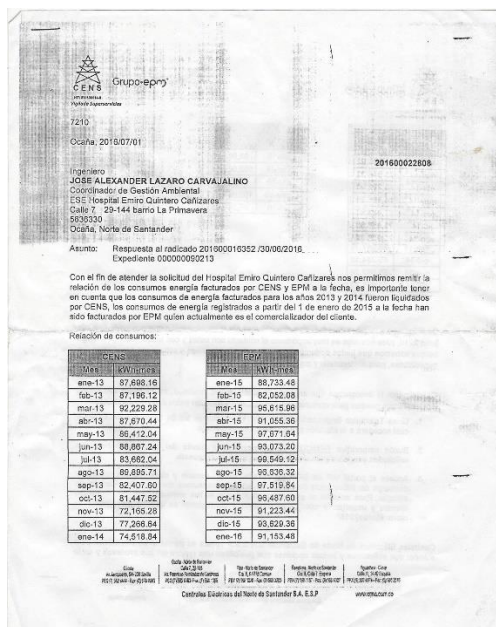 CENS
Grupo·epm
7210
Ocaña, 2016/07/01
201600022808
Ingeniero
JOSE ALEXANDER LAZARO CARVAJALINO
Coordinador de Gestión Ambiental
ESE Hospital Emiro Quintero Cañizares
Calle 7 29-144 barrio La Primavera
5636330
Ocaña, Norte de Santander
Asunto: Respuesta al radicado 201600016352 /30/06/2016
Expediente 000000090213
Con el fin de atender la solicitud del Hospital Emiro Quintero Cañizares nos permitimos remitir la
relación de los consumos energía facturados por CENS y EPM a la fecha, es importante tener
en cuenta que los consumos de energía facturados para los años 2013 y 2014 fueron liquidados
por CENS, los consumos de energía registrados a partir del 1 de enero de 2015 a la fecha han
sido facturados por EPM quien actualmente es el comercializador del cliente.
Relación de consumos:
CENS EPM
Mes kWh-mes Mes kWh-mes
ene-13 87,698.16 ene-15 88,733.48
feb-13 87,196.12 feb-15 82,052.08
mar-13 92,229.28 mar-15 95,615.96
abr-13 87,670.44 abr-15 91,055.36
may-13 86,412.04 may-15 97,671.64
jun-13 88,867.24 jun-15 93,073.20
jul-13 83,662.04 jul-15 99,549.12
ago-13 89,895.71 ago-15 96,836.32
sep-13 82,407.60 sep-15 97,519.84
oct-13 81,447.52 oct-15 96,487.60
nov-13 72,165.28 nov-15 91,223.44
dic-13 77,266.64 dic-15 93,629.36
ene-14 74,518.84 ene-16 91,153.48
Centrales Eléctricas del Norte de Santander S.A. E.S.P www.epm.com.co